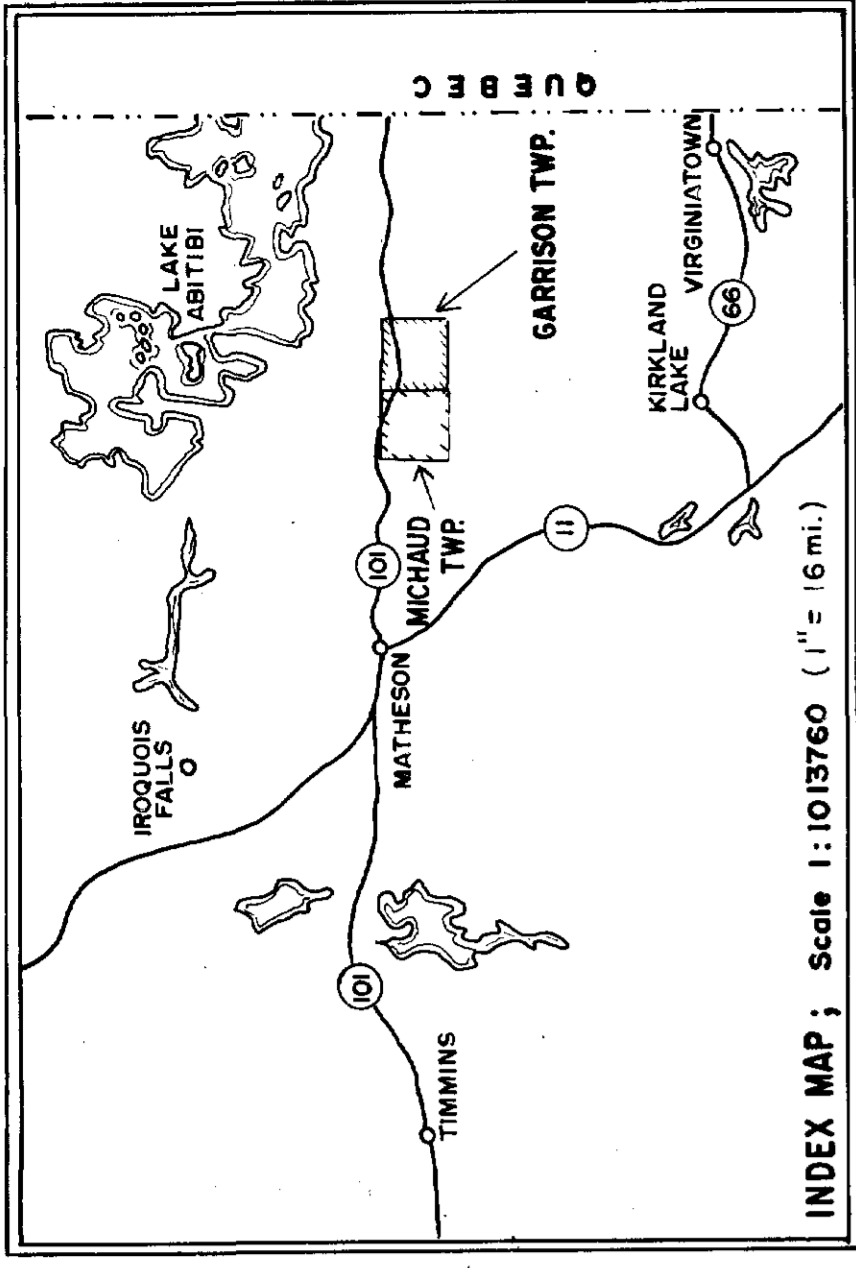 QUEBEC
LAKE
ABITIBI
IROQUOIS
FALLS
101
MICHAUD
TWP.
GARRISON TWP.
MATHESON
11
101
TIMMINS
KIRKLAND
LAKE
VIRGINIATOWN
66
INDEX MAP ; Scale 1:1013760 (1" = 16 mi.)